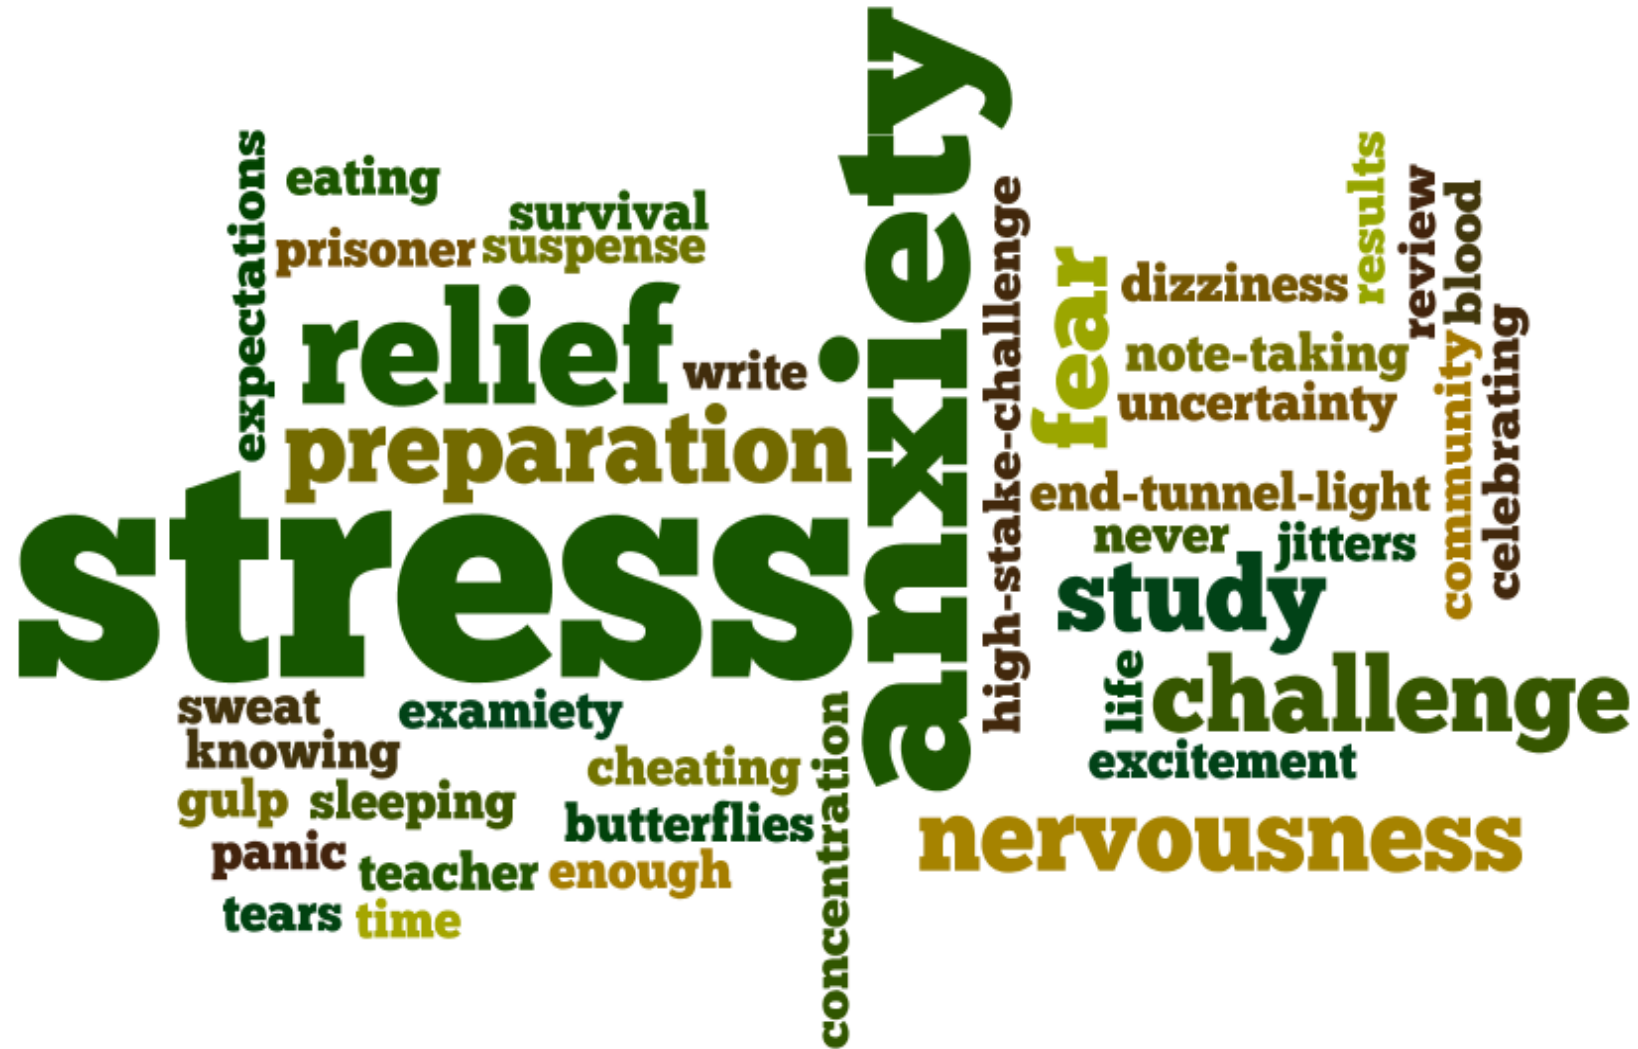 expectations
eating
survival
prisoner
suspense
relief
write
preparation
stress
anxiety
high-stake-challenge
fear
dizziness
results
review
blood
note-taking
uncertainty
community
celebrating
end-tunnel-light
never
jitters
study
life
challenge
excitement
nervousness
sweat
examiety
knowing
cheating
gulp
sleeping
butterflies
concentration
panic
teacher
enough
tears
time